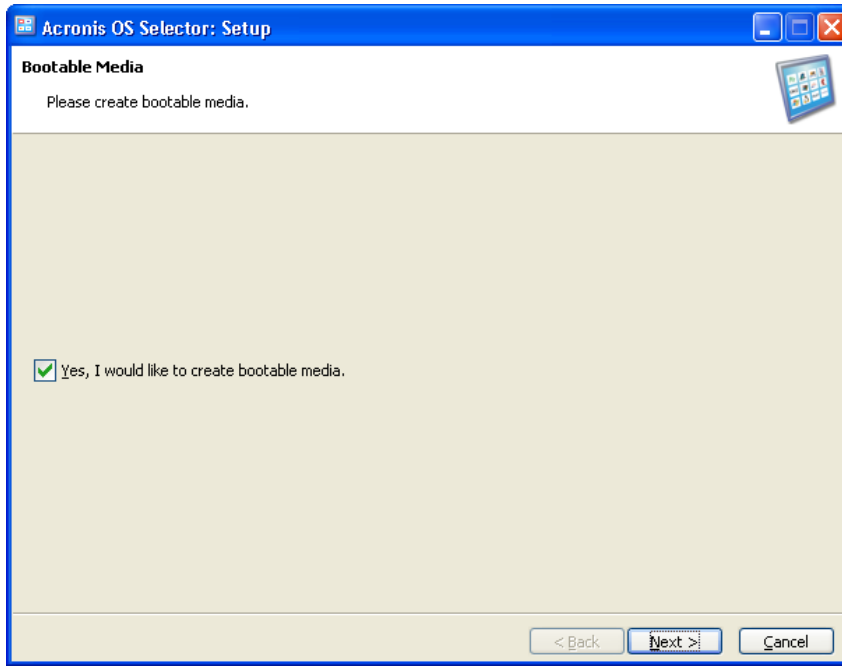 Acronis OS Selector: Setup
Bootable Media
Please create bootable media.
Yes, I would like to create bootable media.
< Back
Next >
Cancel